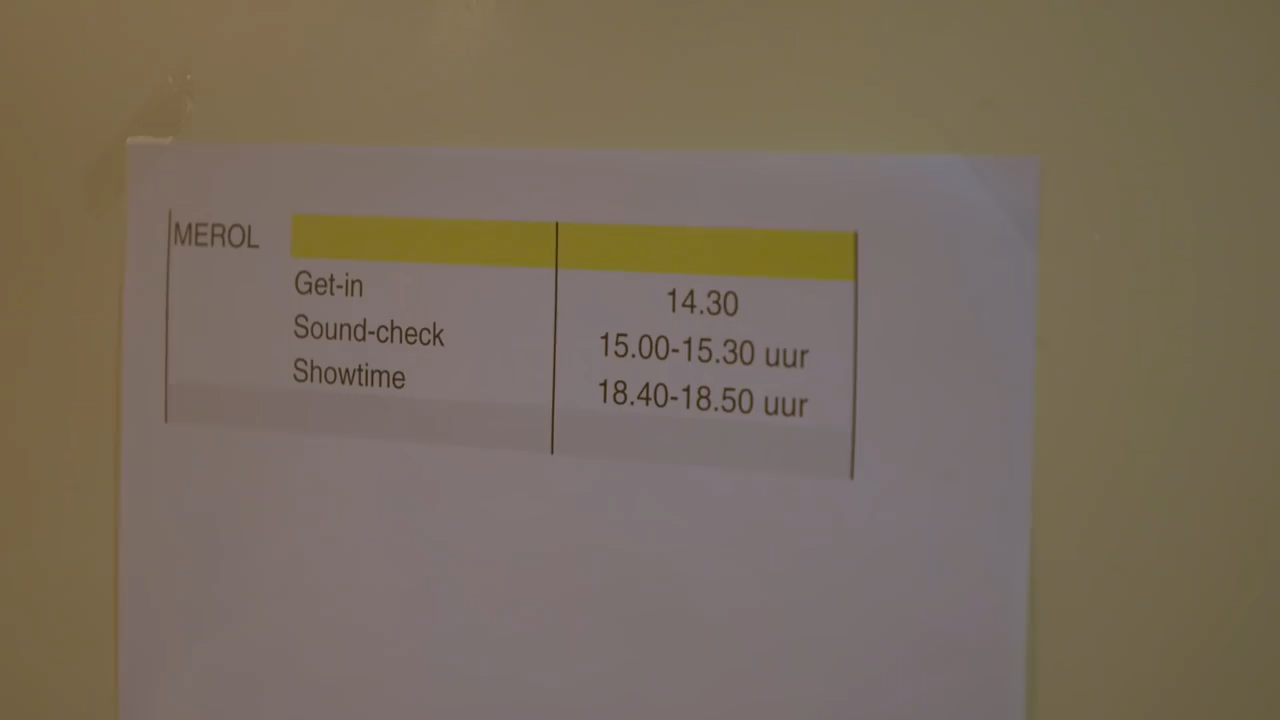 MEROL
Get-in 14.30
Sound-check 15.00-15.30 uur
Showtime 18.40-18.50 uur